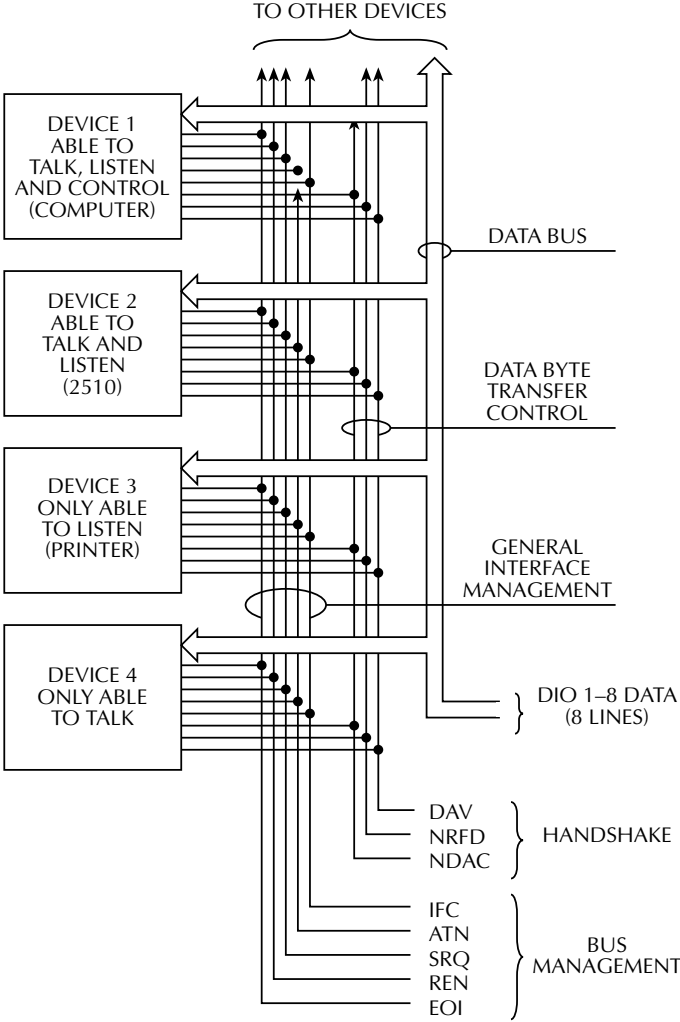 TO OTHER DEVICES
DEVICE 1
ABLE TO
TALK, LISTEN
AND CONTROL
(COMPUTER)
DATA BUS
DEVICE 2
ABLE TO
TALK AND
LISTEN
(2510)
DATA BYTE
TRANSFER
CONTROL
DEVICE 3
ONLY ABLE
TO LISTEN
(PRINTER)
GENERAL
INTERFACE
MANAGEMENT
DEVICE 4
ONLY ABLE
TO TALK
DIO 1–8 DATA
(8 LINES)
DAV
NRFD
NDAC
HANDSHAKE
IFC
ATN
SRQ
REN
EOI
BUS
MANAGEMENT